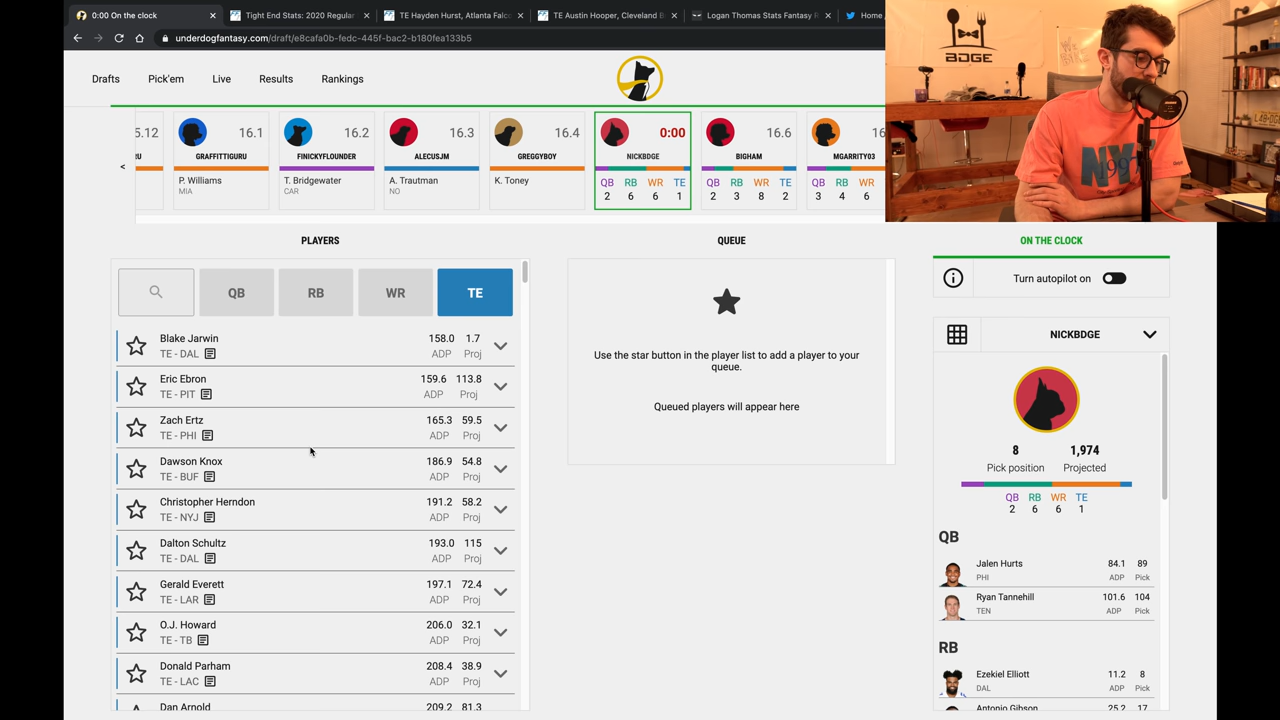 0:00 On the clock
Tight End Stats: 2020 Regular
TE Hayden Hurst, Atlanta Falc
TE Austin Hooper, Cleveland B
Logan Thomas Stats Fantasy F
Home
underdogfantasy.com/draft/e8cafa0b-fedc-445f-bac2-b180fea133b5
BDGE
Drafts Pick'em Live Results Rankings
5.12 16.1 16.2 16.3 16.4 0:00 16.6 16
RU GRAFFITTIGURU FINICKYFLOUNDER ALECUSJM GREGGYBOY NICKBDGE BIGHAM MGARRITY03
<
P. Williams T. Bridgewater A. Trautman K. Toney QB RB WR TE QB RB WR TE QB RB WR
MIA CAR NO 2 6 6 1 2 3 8 2 3 4 6
NY
1997
PLAYERS
QUEUE
ON THE CLOCK
QB RB WR TE
Blake Jarwin 158.0 1.7
TE - DAL ADP Proj
Eric Ebron 159.6 113.8
TE - PIT ADP Proj
Zach Ertz 165.3 59.5
TE - PHI ADP Proj
Dawson Knox 186.9 54.8
TE - BUF ADP Proj
Christopher Herndon 191.2 58.2
TE - NYJ ADP Proj
Dalton Schultz 193.0 115
TE - DAL ADP Proj
Gerald Everett 197.1 72.4
TE - LAR ADP Proj
O.J. Howard 206.0 32.1
TE - TB ADP Proj
Donald Parham 208.4 38.9
TE - LAC ADP Proj
Dan Arnold 209.2 81.3
Use the star button in the player list to add a player to your
queue.
Queued players will appear here
Turn autopilot on
NICKBDGE
8 1,974
Pick position Projected
QB RB WR TE
2 6 6 1
QB
Jalen Hurts 84.1 89
PHI ADP Pick
Ryan Tannehill 101.6 104
TEN ADP Pick
RB
Ezekiel Elliott 11.2 8
DAL ADP Pick
Antonio Gibson 25.2 17